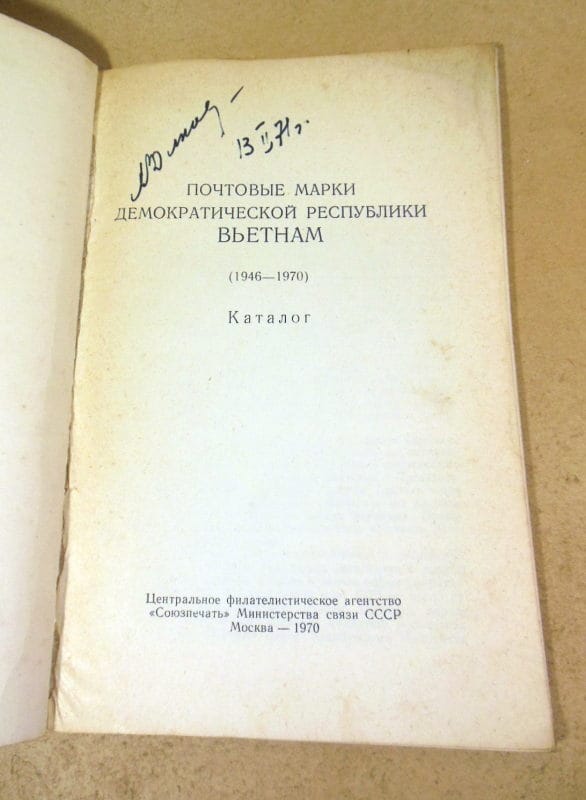 13 II 71 г.
ПОЧТОВЫЕ МАРКИ
ДЕМОКРАТИЧЕСКОЙ РЕСПУБЛИКИ
ВЬЕТНАМ
(1946—1970)
Каталог
Центральное филателистическое агентство
«Союзпечать» Министерства связи СССР
Москва — 1970